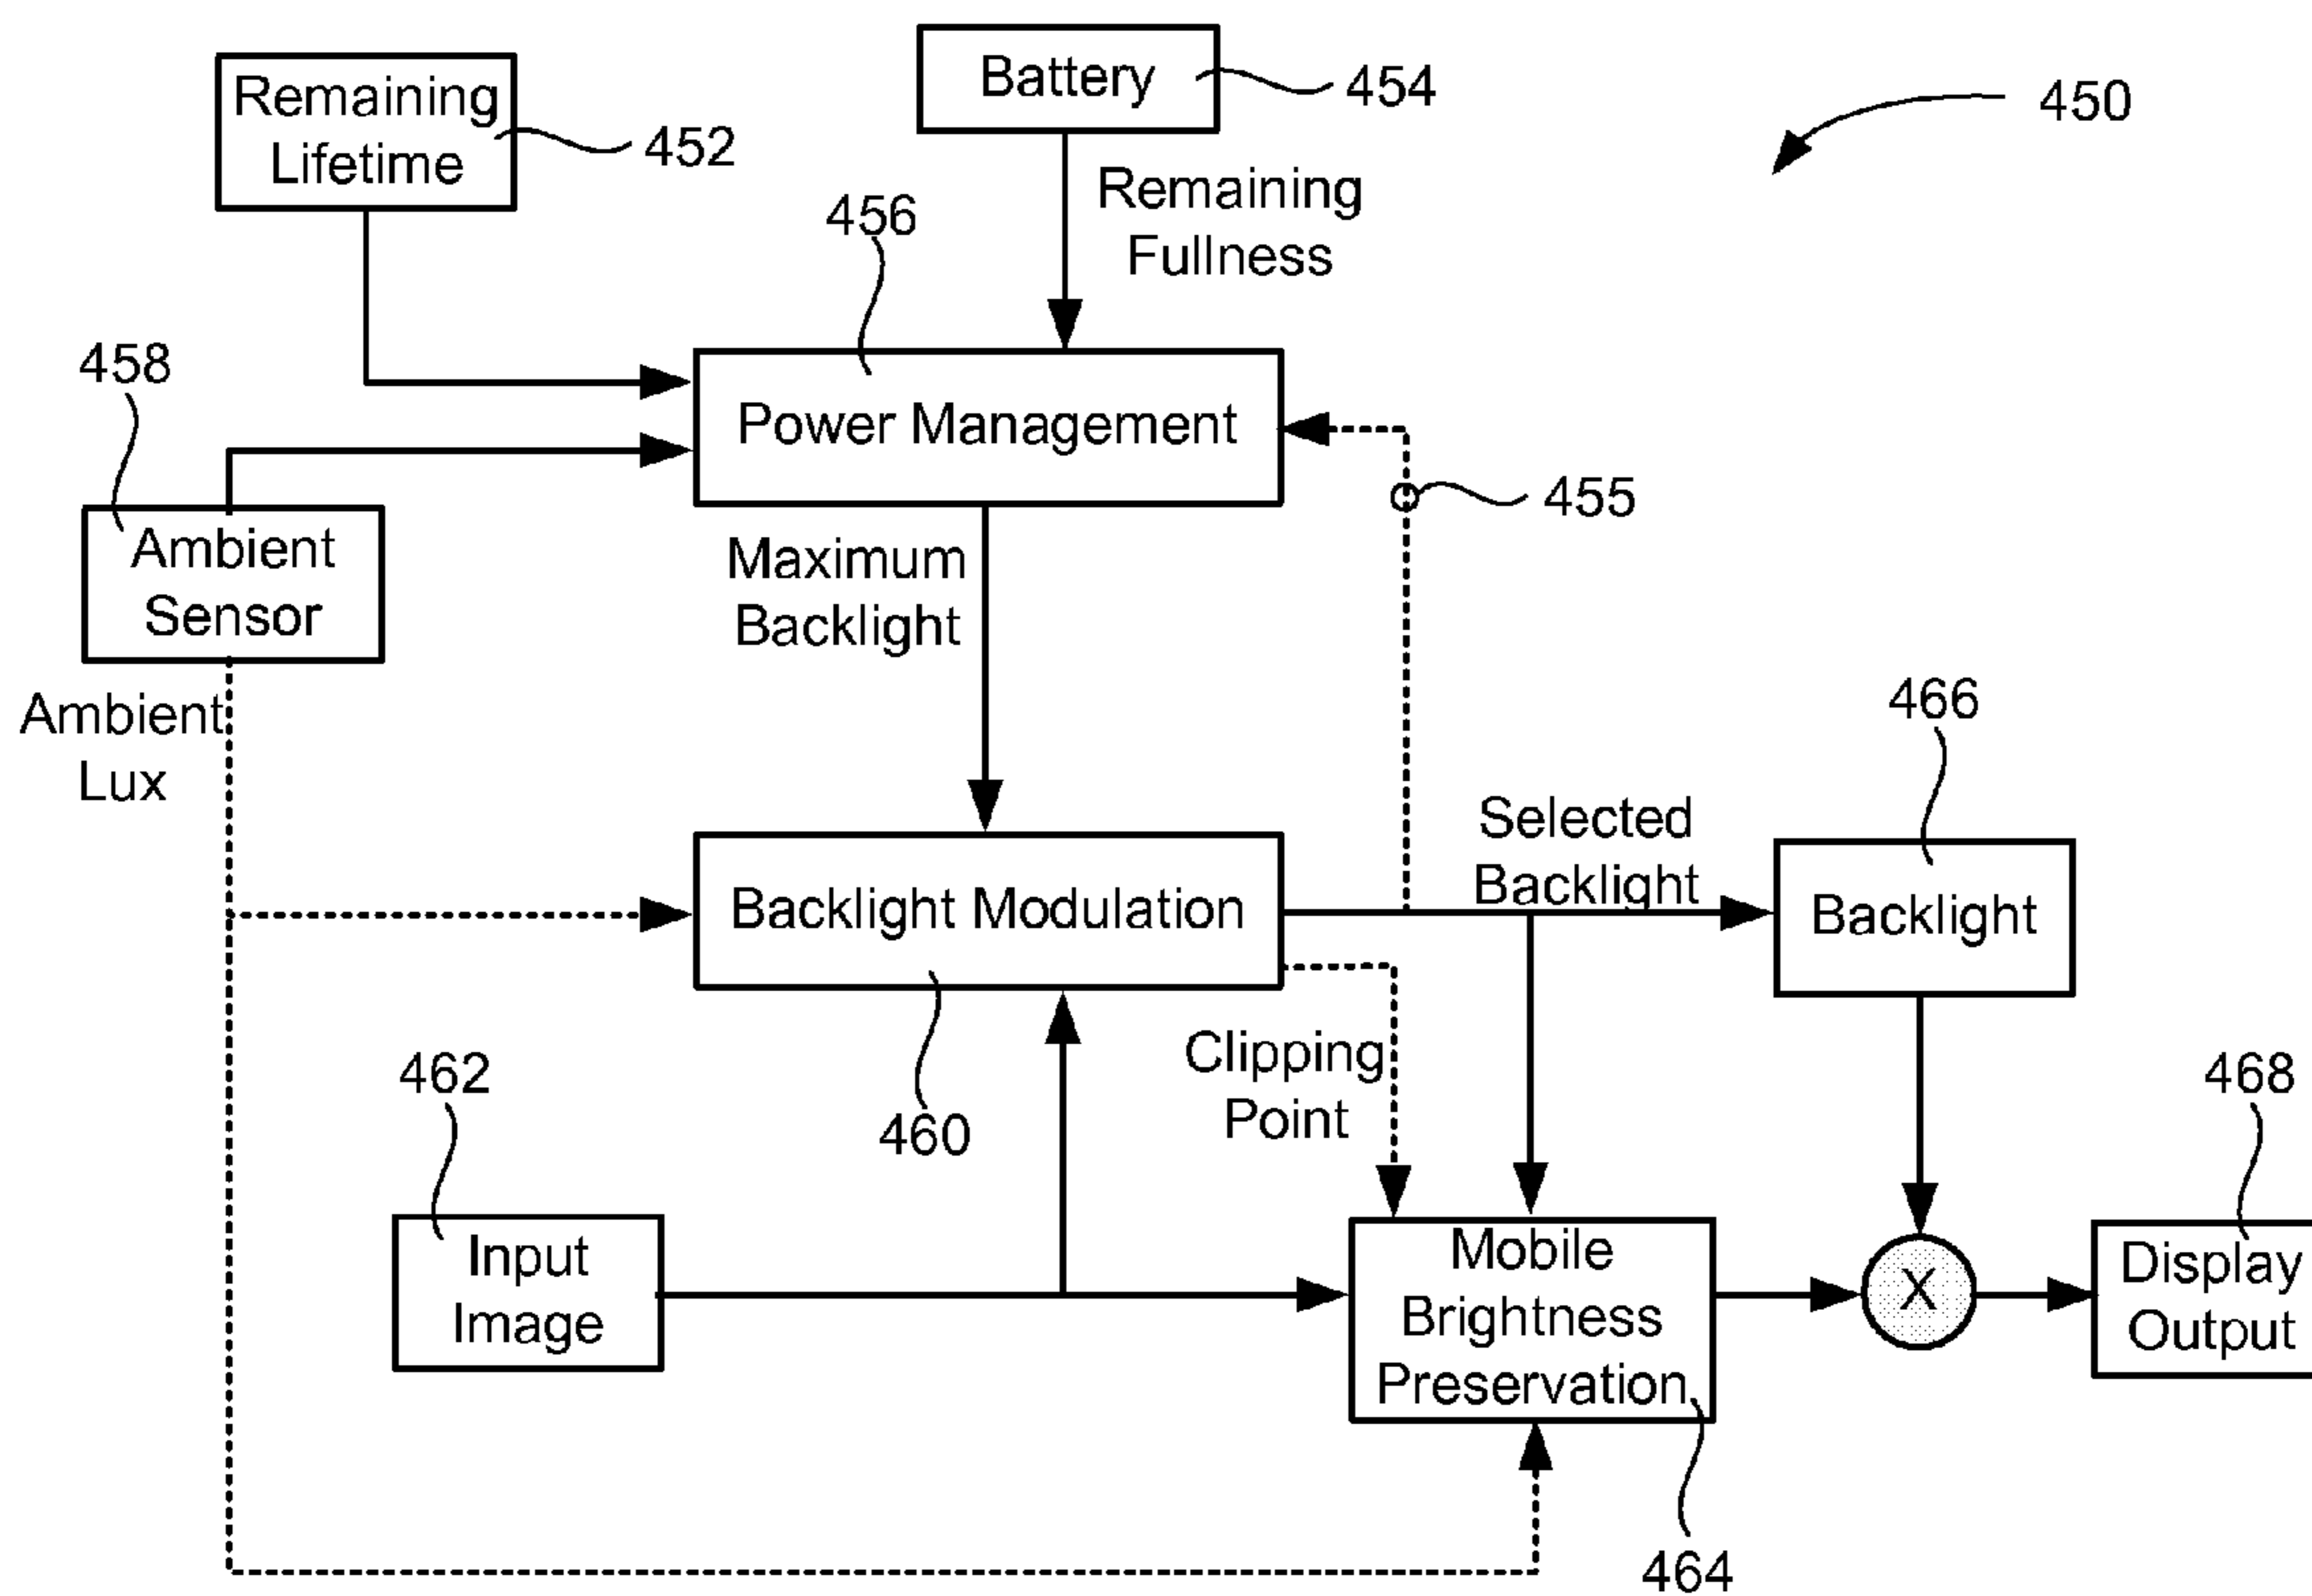 Battery
454
450
Remaining
Lifetime
452
Remaining
Fullness
456
458
Power Management
455
Ambient
Sensor
Maximum
Backlight
Ambient
Lux
466
Selected
Backlight
Backlight Modulation
Backlight
Clipping
Point
462
460
468
Input
Image
Mobile
Brightness
Preservation
X
Display
Output
464